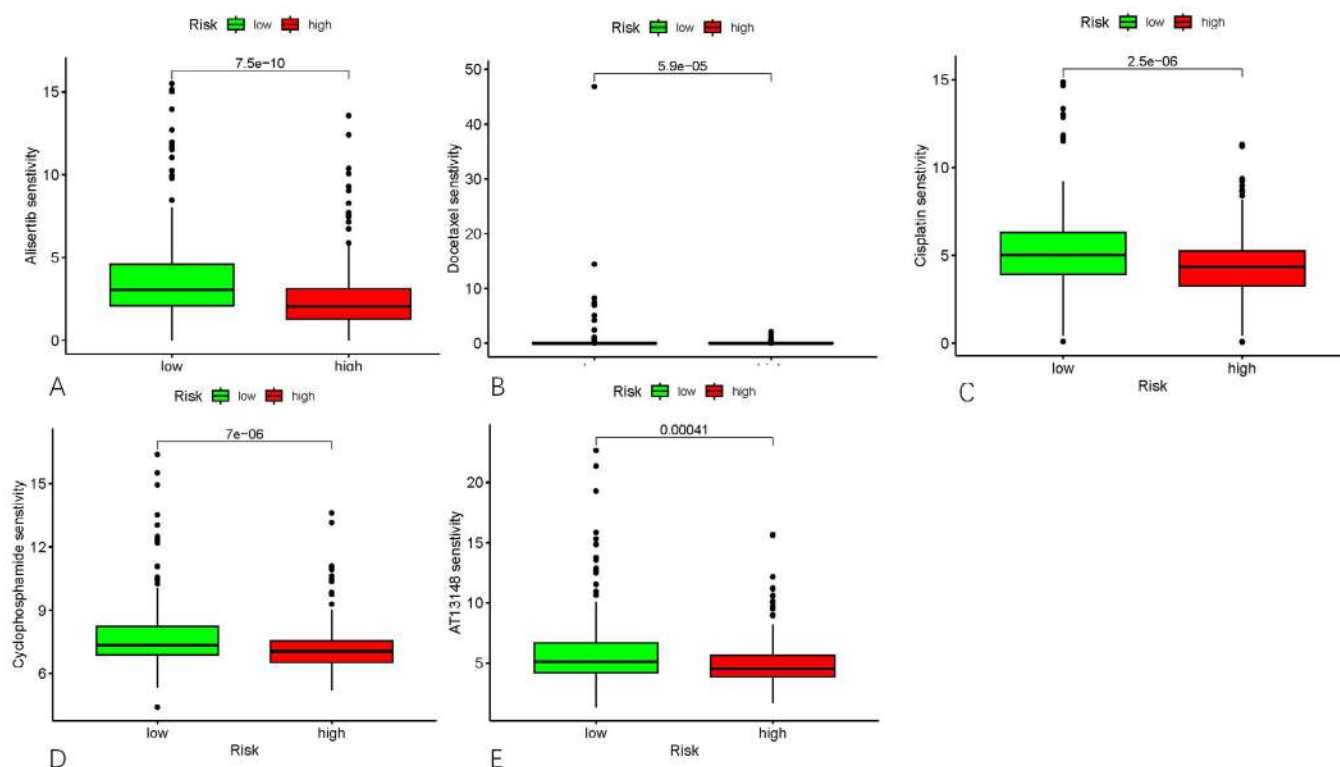 Risk low high
7.5e−10
Alisertib senstivity
15
10
5
0
low high
A
Risk low high
5.9e−05
Docetaxel senstivity
50
40
30
20
10
0
B
Risk low high
2.5e−06
Cisplatin senstivity
15
10
5
0
low high
Risk
C
Risk low high
7e−06
Cyclophosphamide senstivity
15
12
9
6
low high
Risk
D
Risk low high
0.00041
AT13148 senstivity
20
15
10
5
low high
Risk
E